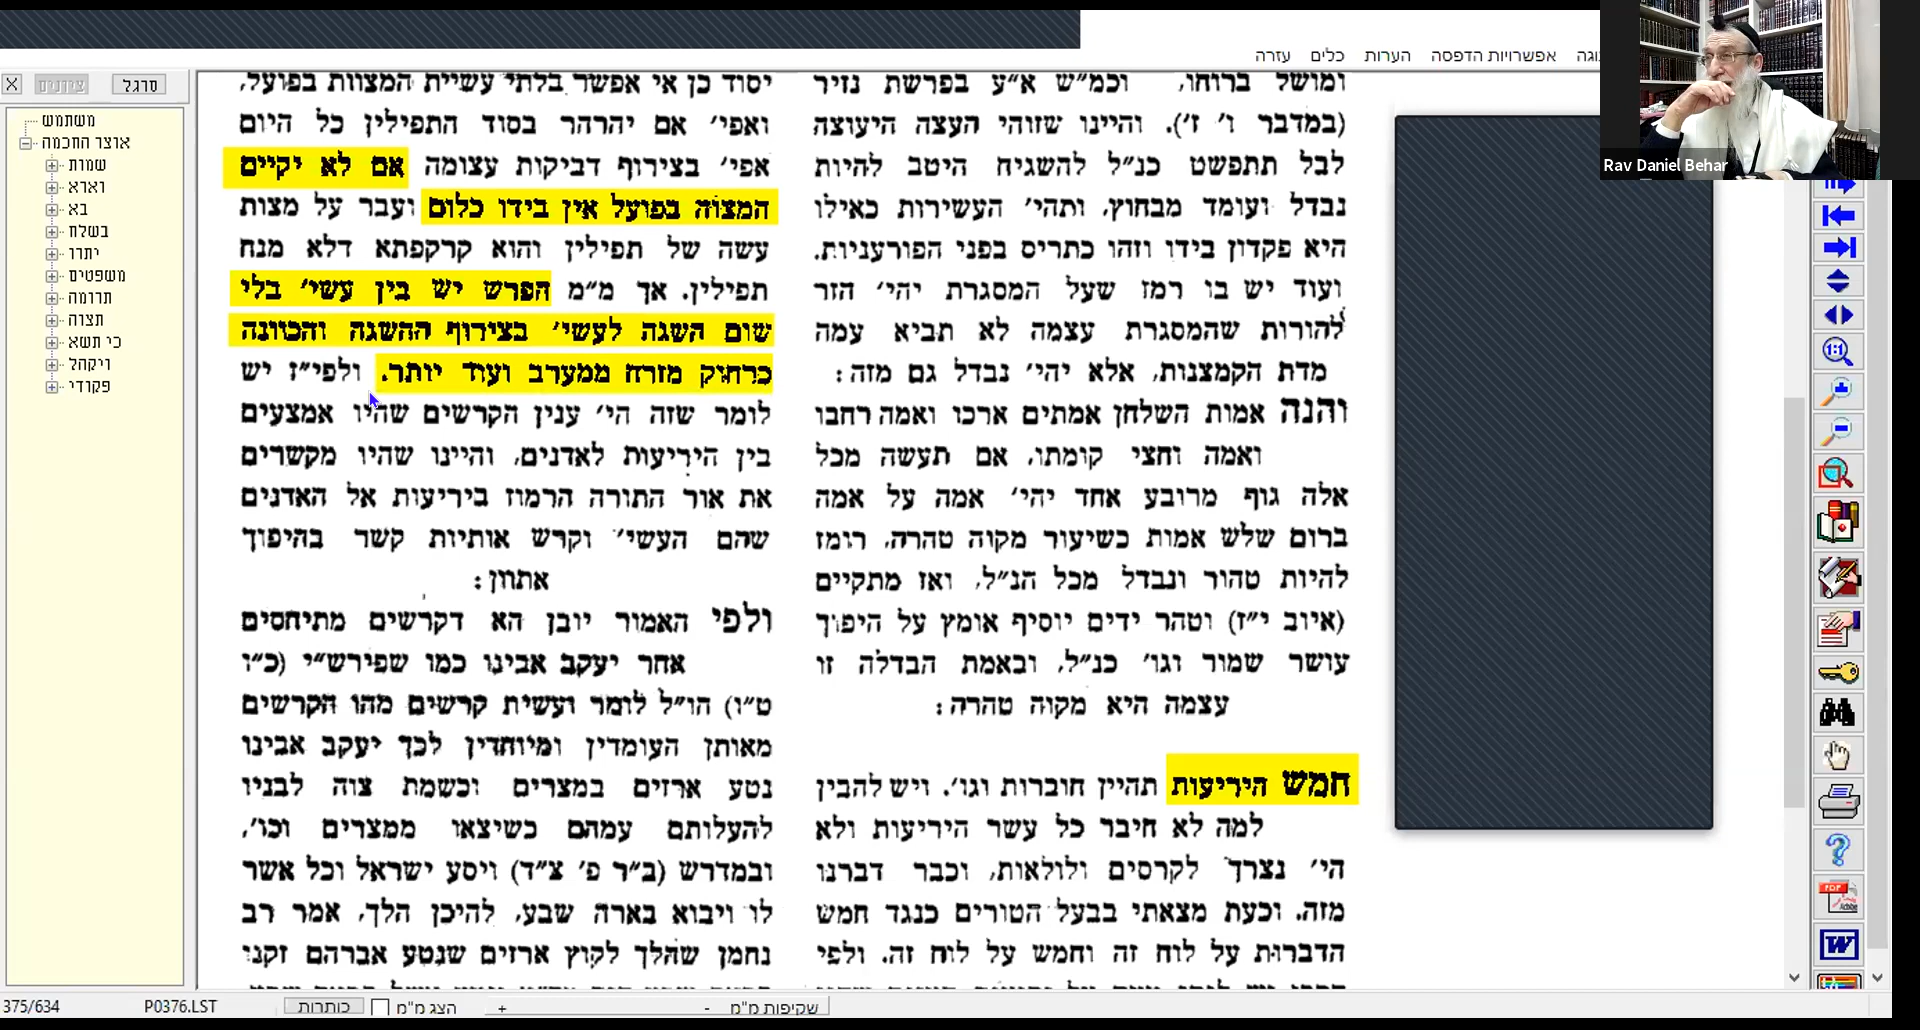 Rav Daniel Behar
עזרה
כלים
הערות
אפשרויות הדפסה
ומושל ברוחו, וכמ״ש א״ע בפרשת נזיר
(במדבר ו׳ ז׳). והיינו שזוהי העצה היעוצה
לבל תתפשט כנ״ל להשגיח היטב להיות
נבדל ועומד מבחוץ, ותהי׳ העשירות כאילו
היא פקדון בידו וזהו כתריס בפני הפורעניות.
ועוד יש בו רמז שעל המסגרת יהי׳ הזר
להורות שהמסגרת עצמה לא תביא עמה
מדת הקמצנות, אלא יהי׳ נבדל גם מזה:
והנה אמות השלחן אמתים ארכו ואמה רחבו
ואמה וחצי קומתו, אם תעשה מכל
אלה גוף מרובע אחד יהי׳ אמה על אמה
ברום שלש אמות כשיעור מקוה טהרה, רומז
להיות טהור ונבדל מכל הנ״ל, ואז מתקיים
(איוב י״ז) וטהר ידים יוסיף אומץ על היפוך
עושר שמור וגו׳ כנ״ל, ובאמת הבדלה זו
עצמה היא מקוה טהרה:
חמש היריעות תהיין חוברות וגו׳. ויש להבין
למה לא חיבר כל עשר היריעות ולא
הי׳ נצרך לקרסים ולולאות, וכבר דברנו
מזה. וכעת מצאתי בבעל הטורים כנגד חמש
הדברות על לוח זה וחמש על לוח זה. ולפי
יסוד כן אי אפשר בלתי עשיית המצוות בפועל,
ואפי׳ אם יהרהר בסוד התפילין כל היום
אפי׳ בצירוף דביקות עצומה אם לא יקיים
המצוה בפועל אין בידו כלום ועבר על מצות
עשה של תפילין והוא קרקפתא דלא מנח
תפילין. אך מ״מ הפרש יש בין עשי׳ בלי
שום השגה לעשי׳ בצירוף ההשגה והכוונה
כרחוק מזרח ממערב ועוד יותר. ולפי״ז יש
לומר שזה הי׳ ענין הקרשים שהיו אמצעים
בין היריעות לאדנים, והיינו שהיו מקשרים
את אור התורה הרמוז ביריעות אל האדנים
שהם העשי׳ וקרש אותיות קשר בהיפוך
אתוון:
ולפי האמור יובן הא דקרשים מתיחסים
אחר יעקב אבינו כמו שפירש״י (כ״ו
ט״ו) הו״ל לומר ועשית קרשים מהו הקרשים
מאותן העומדין ומיוחדין לכך יעקב אבינו
נטע ארזים במצרים וכשמת צוה לבניו
להעלותם עמהם כשיצאו ממצרים וכו׳,
ובמדרש (ב״ר פ׳ צ״ד) ויסע ישראל וכל אשר
לו ויבוא בארה שבע, להיכן הלך, אמר רב
נחמן שהלך לקוץ ארזים שנטע אברהם זקנו
סרגל
ציונים
X
משתמש
אוצר החכמה
שמות
וארא
בא
בשלח
יתרו
משפטים
תרומה
תצוה
כי תשא
ויקהל
פקודי
1:1
PDF
Adobe
W
375/634
P0376.LST
כותרות
הצג מ"מ
+
-
שקיפות מ"מ